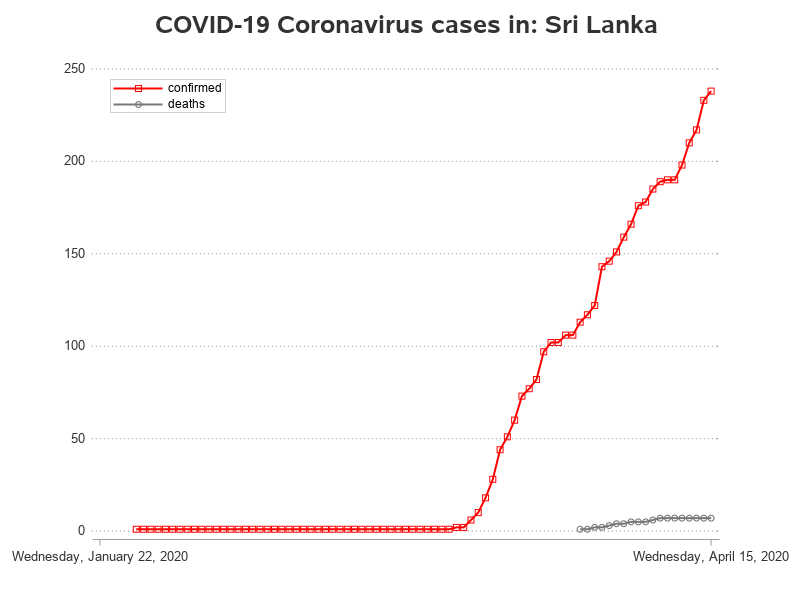 COVID-19 Coronavirus cases in: Sri Lanka
250
confirmed
deaths
200
150
100
50
0
Wednesday, January 22, 2020
Wednesday, April 15, 2020